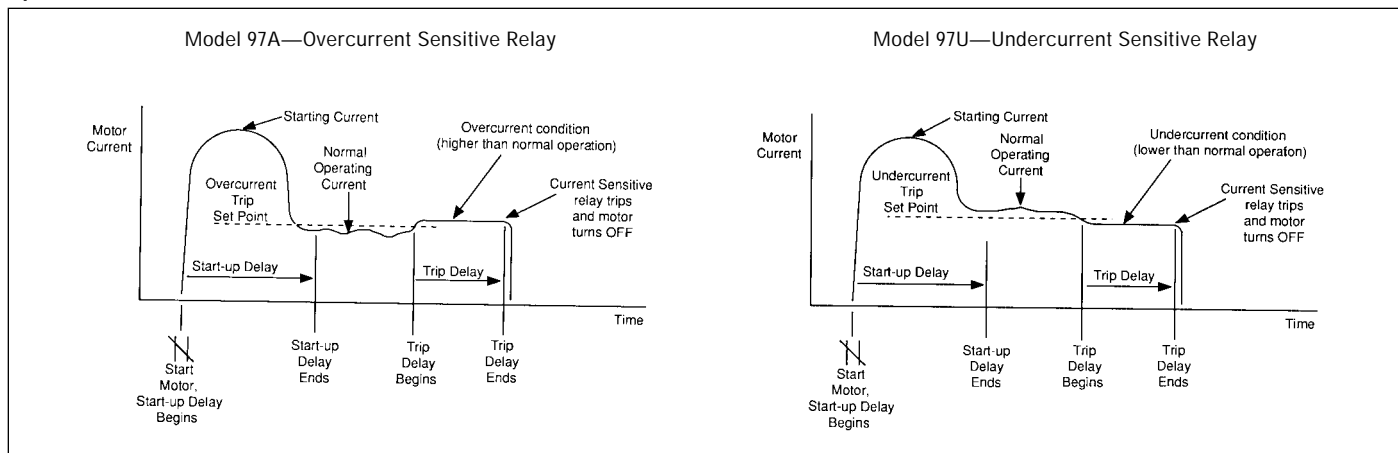 Model 97A—Overcurrent Sensitive Relay
Motor
Current
Starting Current
Overcurrent
Trip
Set Point
Normal
Operating
Current
Overcurrent condition
(higher than normal operation)
Current Sensitive
relay trips
and motor
turns OFF
Start-up Delay
Trip Delay
Time
Start
Motor,
Start-up Delay
Begins
Start-up
Delay
Ends
Trip
Delay
Begins
Trip
Delay
Ends
Model 97U—Undercurrent Sensitive Relay
Motor
Current
Starting Current
Undercurrent
Trip
Set Point
Normal
Operating
Current
Undercurrent condition
(lower than normal operaton)
Current Sensitive
relay trips
and motor
turns OFF
Start-up Delay
Trip Delay
Time
Start
Motor,
Start-up Delay
Begins
Start-up
Delay
Ends
Trip
Delay
Begins
Trip
Delay
Ends